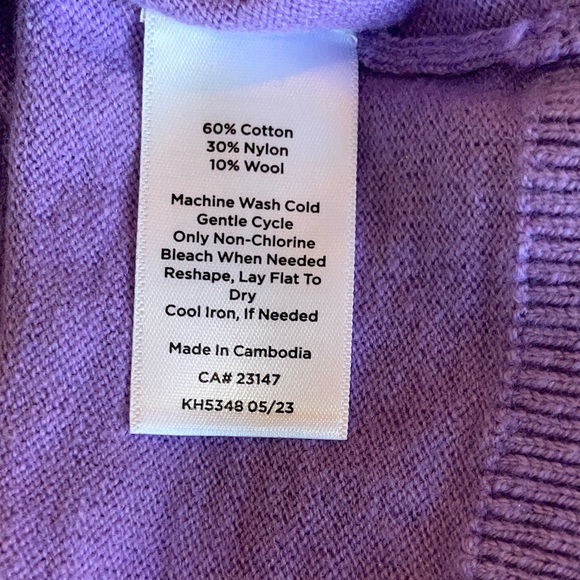 60% Cotton
30% Nylon
10% Wool
Machine Wash Cold
Gentle Cycle
Only Non-Chlorine
Bleach When Needed
Reshape, Lay Flat To
Dry
Cool Iron, If Needed
Made In Cambodia
CA# 23147
KH5348 05/23